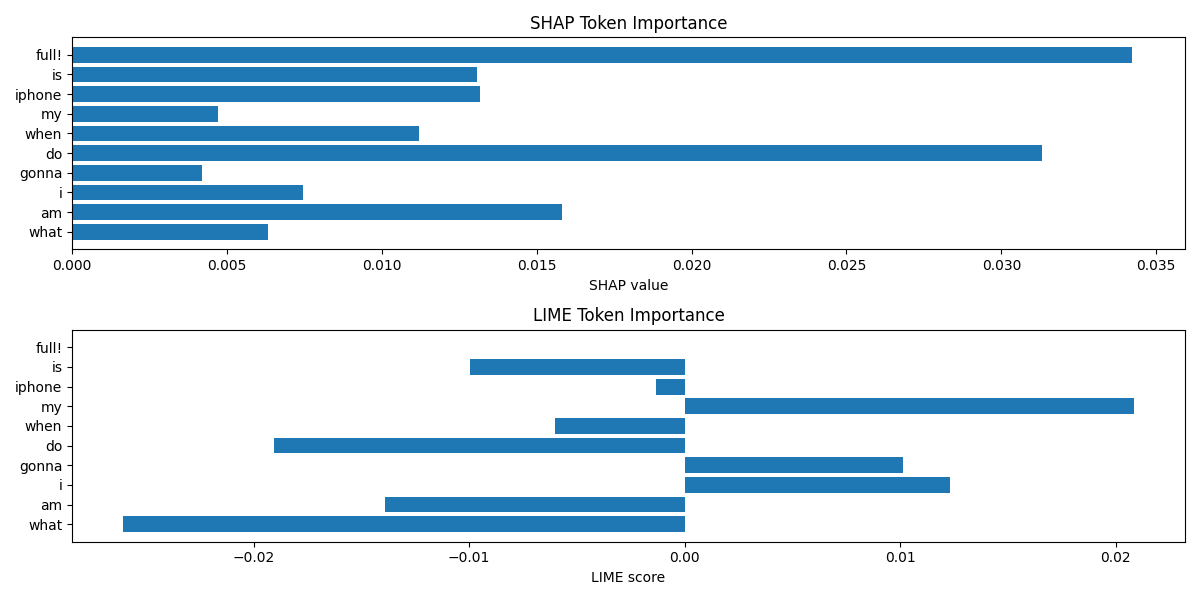 SHAP Token Importance
full!
is
iphone
my
when
do
gonna
i
am
what
0.000 0.005 0.010 0.015 0.020 0.025 0.030 0.035
SHAP value
LIME Token Importance
full!
is
iphone
my
when
do
gonna
i
am
what
−0.02 −0.01 0.00 0.01 0.02
LIME score